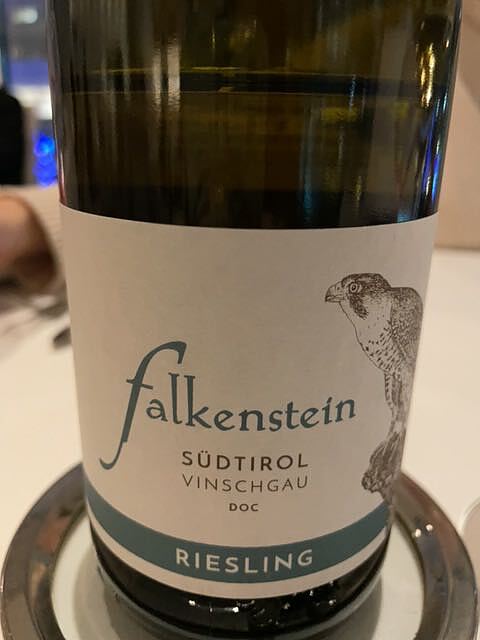 falkenstein
SÜDTIROL
VINSCHGAU
DOC
RIESLING